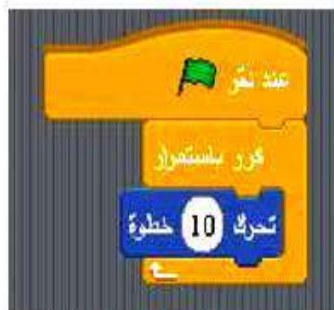 عند نقر
كرر باستمرار
تحرك 10 خطوة